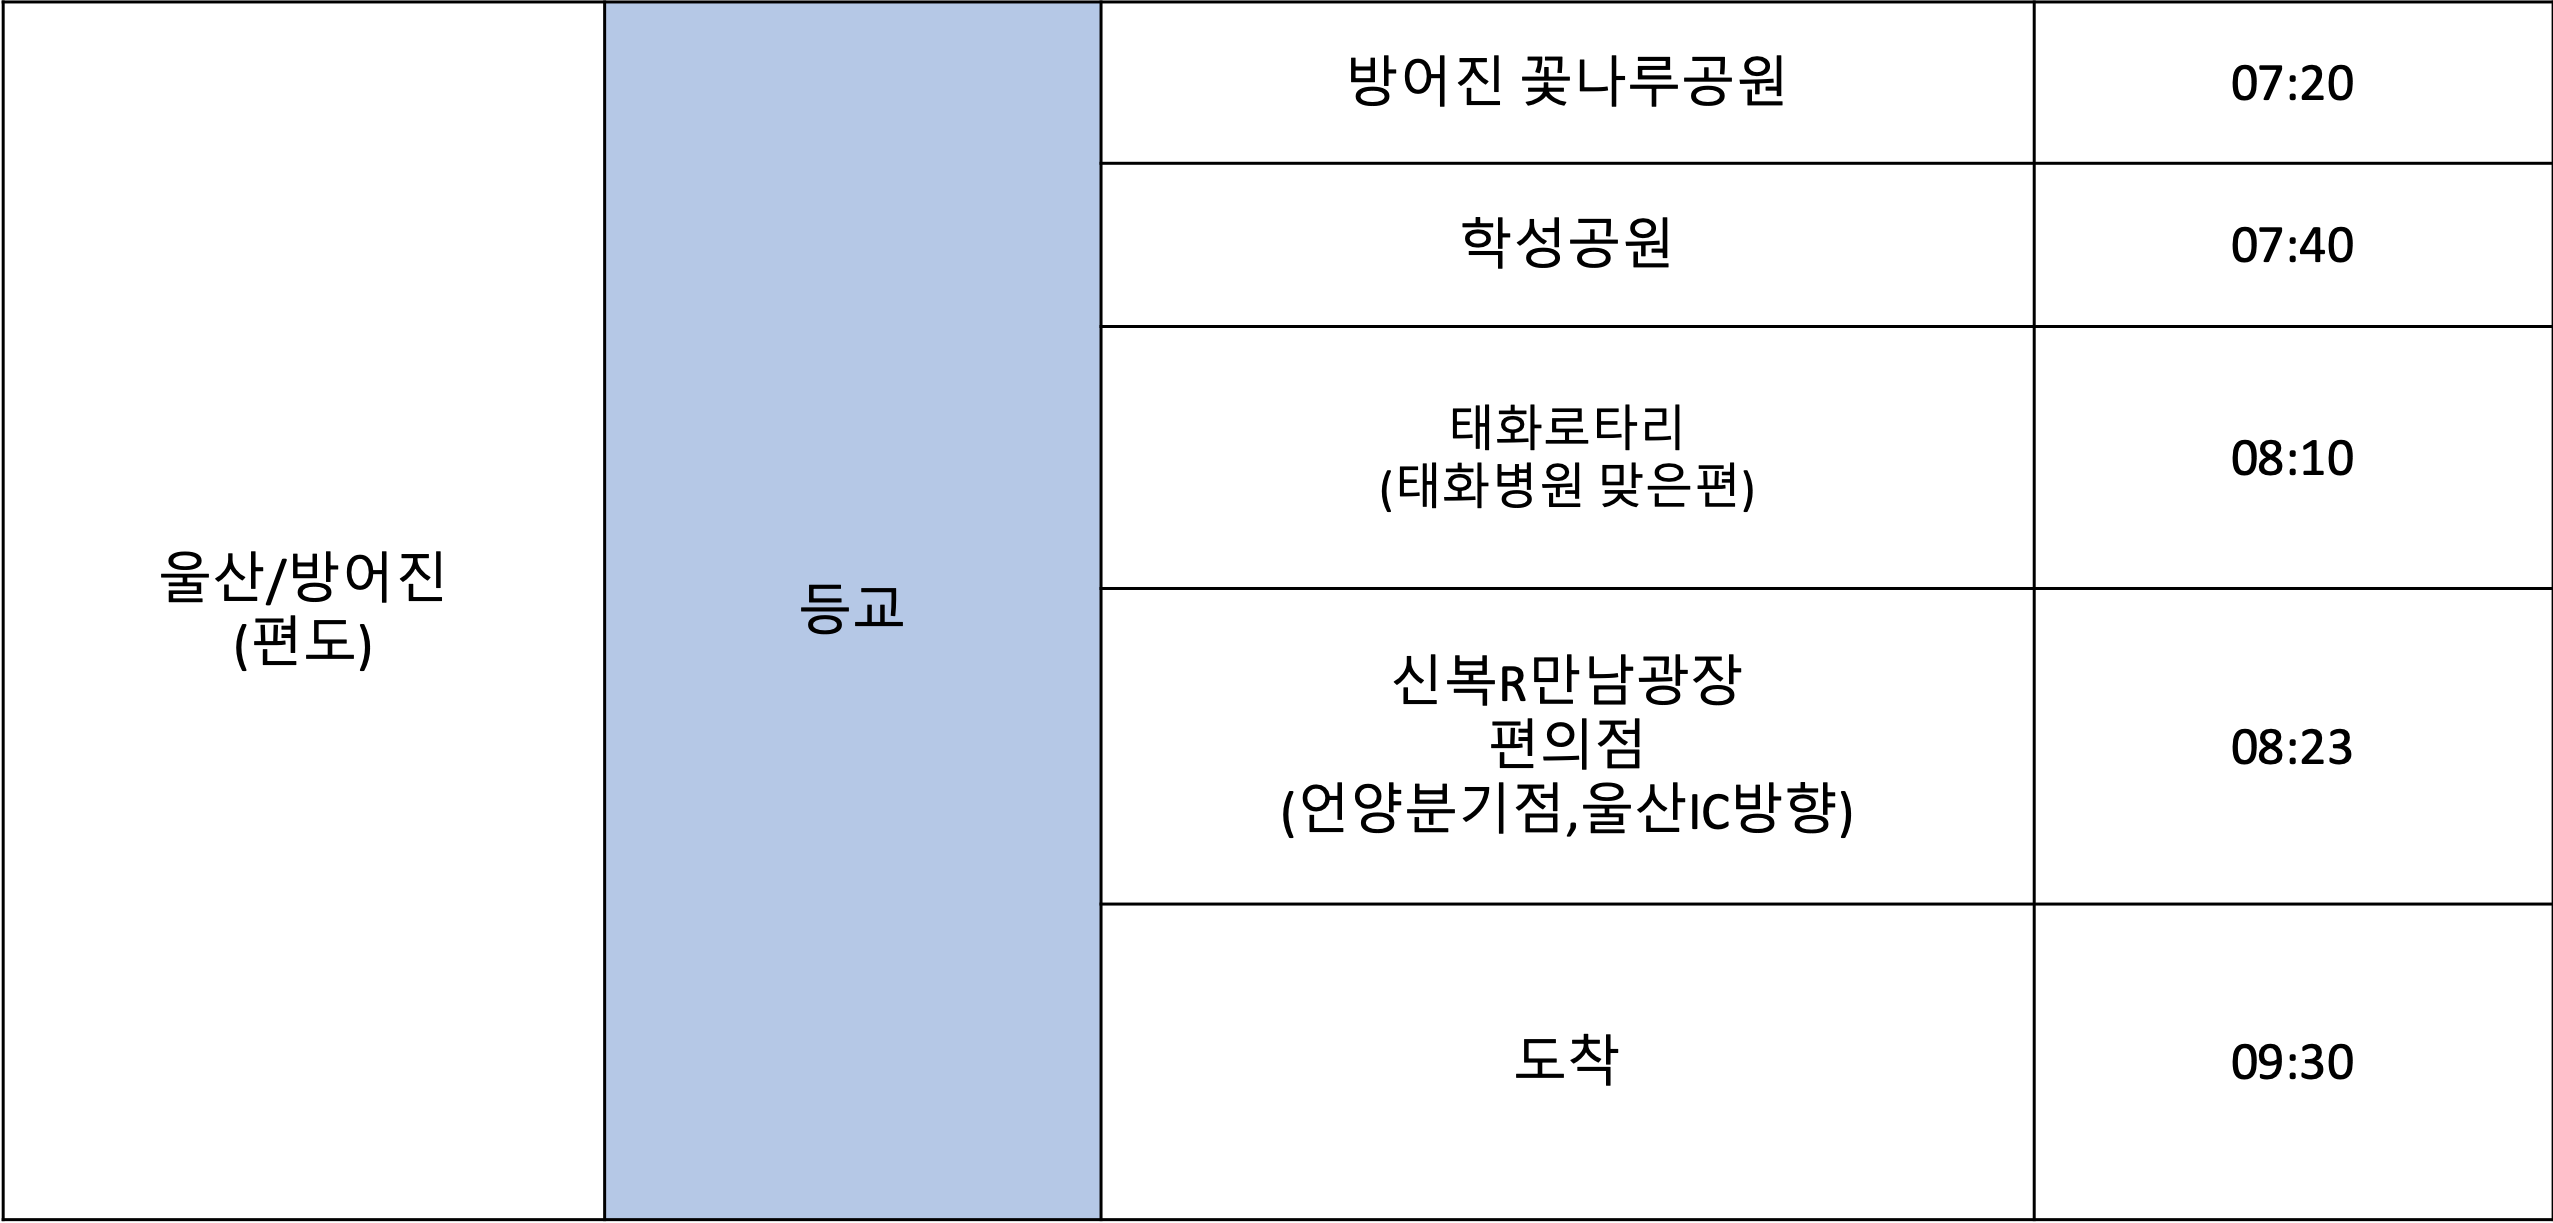 울산/방어진
(편도)
등교
방어진 꽃나루공원
07:20
학성공원
07:40
태화로타리
(태화병원 맞은편)
08:10
신복R만남광장
편의점
(언양분기점,울산IC방향)
08:23
도착
09:30